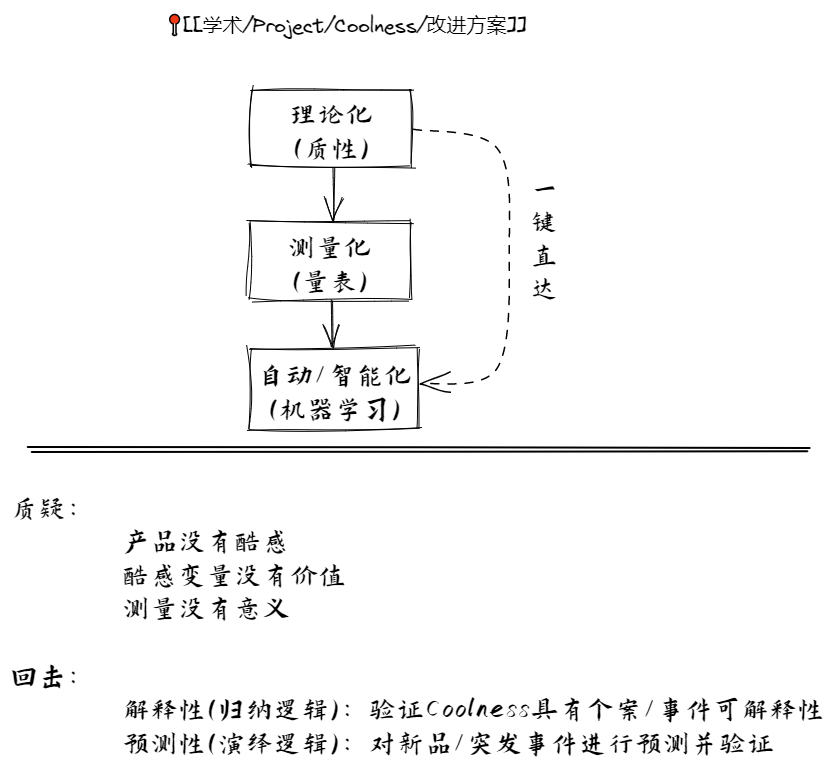 [[学术/Project/Coolness/改进方案]]
理论化
(质性)
一键直达
测量化
(量表)
自动/智能化
(机器学习)
质疑:
产品没有酷感
酷感变量没有价值
测量没有意义
回击:
解释性(归纳逻辑): 验证Coolness具有个案/事件可解释性
预测性(演绎逻辑): 对新品/突发事件进行预测并验证